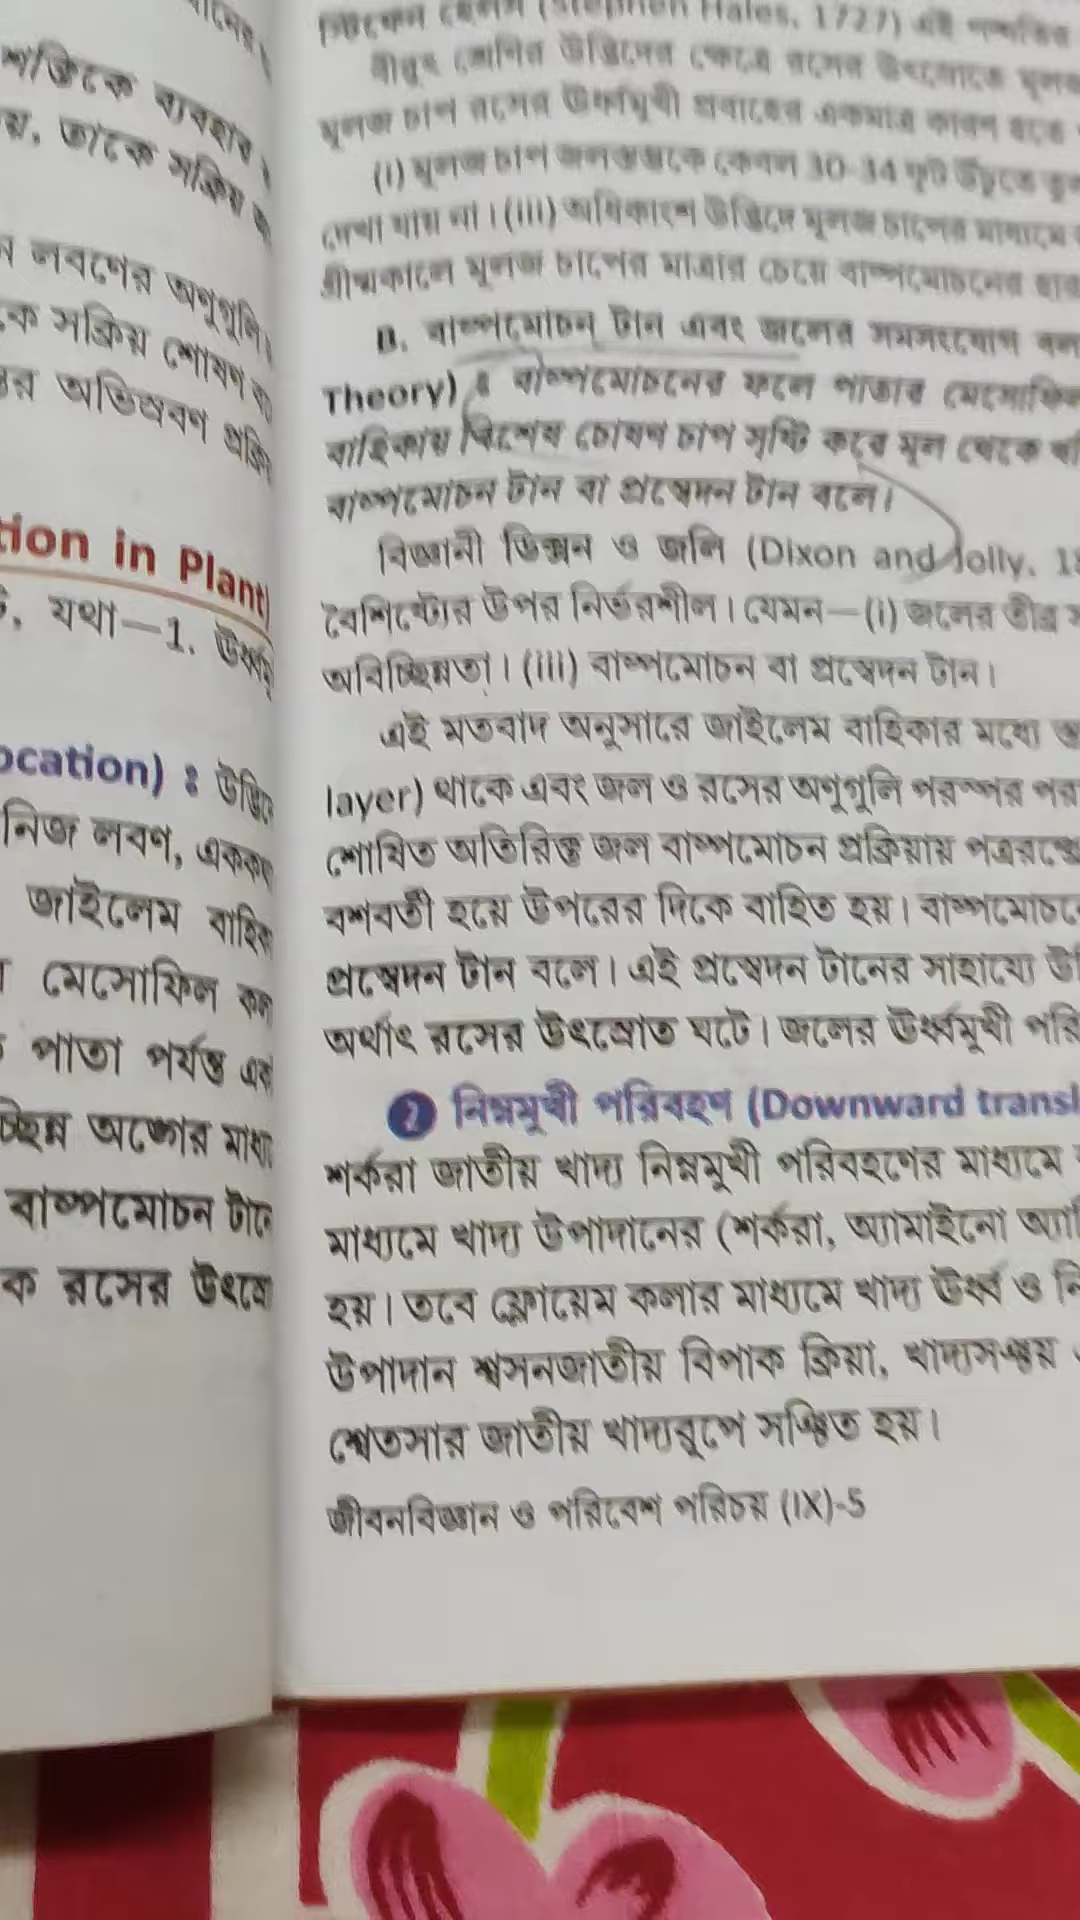 শক্তিকে ব্যবহার
য়, তাকে সক্রিয়
লবণের অণুগুলি।
কে সক্রিয় শোষণ
অভিস্রবণ
tion in Plant)
যথা—1. ঊর্ধ্বমু
ocation) : উদ্ভিদে
নিজ লবণ, এককথা
জাইলেম বাহিকা
মেসোফিল কলা
পাতা পর্যন্ত এক
চ্ছিন্ন অঙ্গের মাধ্য
বাষ্পমোচন টানে
ক রসের উৎস্রো
স্টিফেন হেলস (Stephen Hales, 1727) এই
বীরুৎ শ্রেণির উদ্ভিদের ক্ষেত্রে রসের উৎস্রোতে মূলজ
মূলজ চাপ রসের ঊর্ধ্বমুখী প্রবাহের একমাত্র কারণ হতে
(i) মূলজ চাপ জলস্তম্ভকে কেবল 30-34 ফুট উঁচুতে
দেখা যায় না। (iii) অধিকাংশ উদ্ভিদে মূলজ চাপের মাধ্যমে
গ্রীষ্মকালে মূলজ চাপের মাত্রার চেয়ে বাষ্পমোচনের হার
B. বাষ্পমোচন টান এবং জলের সমসংযোগ বল
Theory) : বাষ্পমোচনের ফলে পাতার মেসোফিল
বাহিকায় বিশেষ চোষণ চাপ সৃষ্টি করে মূল থেকে
বাষ্পমোচন টান বা প্রস্বেদন টান বলে।
বিজ্ঞানী ডিক্সন ও জলি (Dixon and Jolly, 18
বৈশিষ্ট্যের উপর নির্ভরশীল। যেমন—(i) জলের তীব্র
অবিচ্ছিন্নতা। (iii) বাষ্পমোচন বা প্রস্বেদন টান।
এই মতবাদ অনুসারে জাইলেম বাহিকার মধ্যে
layer) থাকে এবং জল ও রসের অণুগুলি পরস্পর পর
শোষিত অতিরিক্ত জল বাষ্পমোচন প্রক্রিয়ায় পত্ররন্ধ্রে
বশবর্তী হয়ে উপরের দিকে বাহিত হয়। বাষ্পমোচনে
প্রস্বেদন টান বলে। এই প্রস্বেদন টানের সাহায্যে উ
অর্থাৎ রসের উৎস্রোত ঘটে। জলের ঊর্ধ্বমুখী পরি
2 নিম্নমুখী পরিবহণ (Downward transl
শর্করা জাতীয় খাদ্য নিম্নমুখী পরিবহণের মাধ্যমে
মাধ্যমে খাদ্য উপাদানের (শর্করা, অ্যামাইনো অ্যা
হয়। তবে ফ্লোয়েম কলার মাধ্যমে খাদ্য ঊর্ধ্ব ও নি
উপাদান শ্বসনজাতীয় বিপাক ক্রিয়া, খাদ্যসঞ্চয়
শ্বেতসার জাতীয় খাদ্যরূপে সঞ্চিত হয়।
জীবনবিজ্ঞান ও পরিবেশ পরিচয় (IX)-5